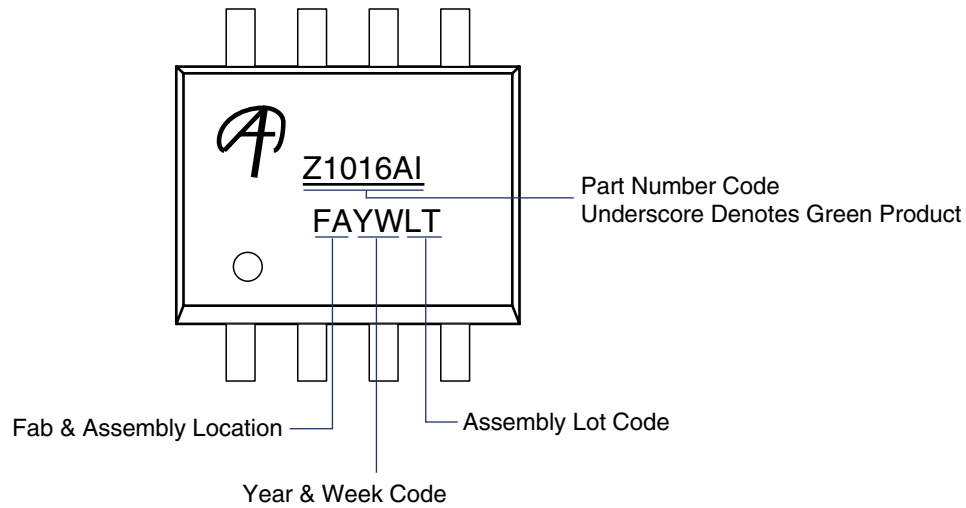 Z1016AI
FAYWLT
Part Number Code
Underscore Denotes Green Product
Fab & Assembly Location
Assembly Lot Code
Year & Week Code